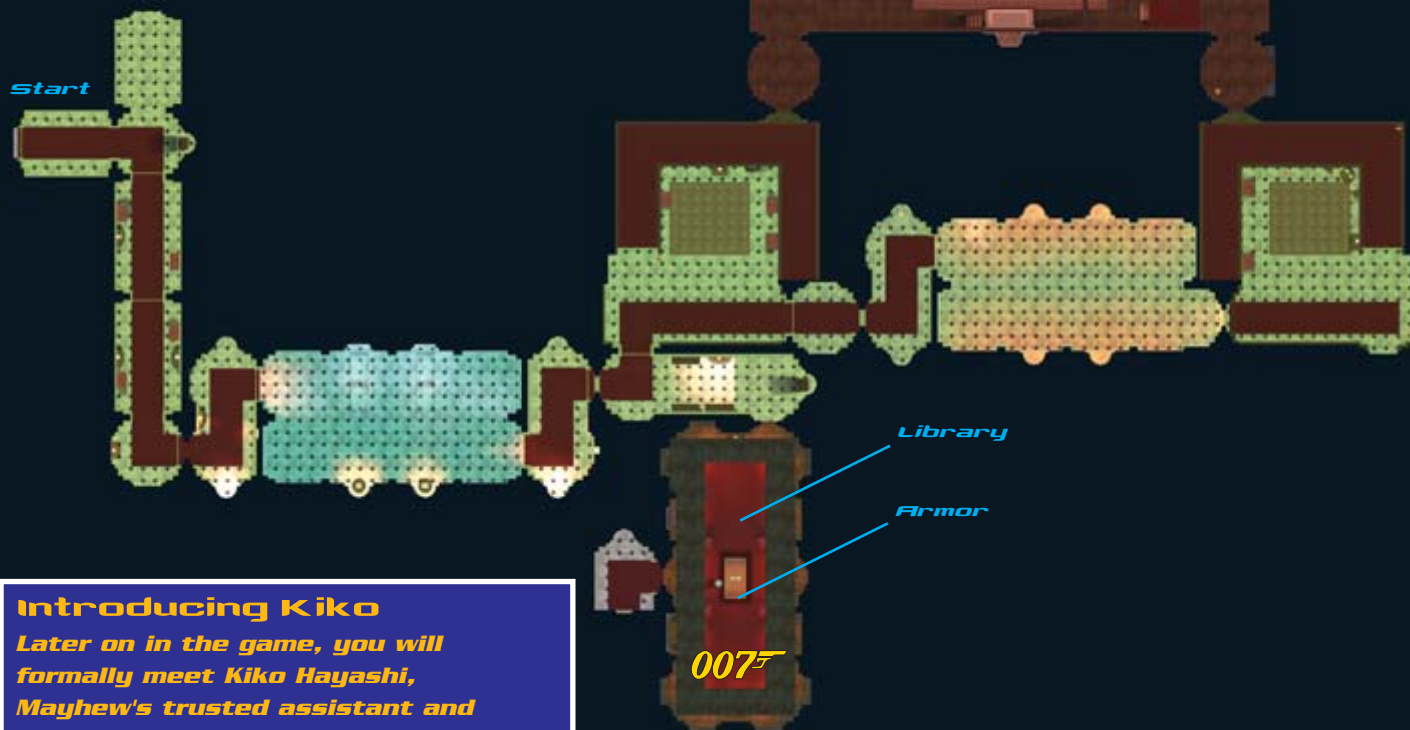 Start
Library
Armor
007
Introducing Kiko
Later on in the game, you will
formally meet Kiko Hayashi,
Mayhew's trusted assistant and